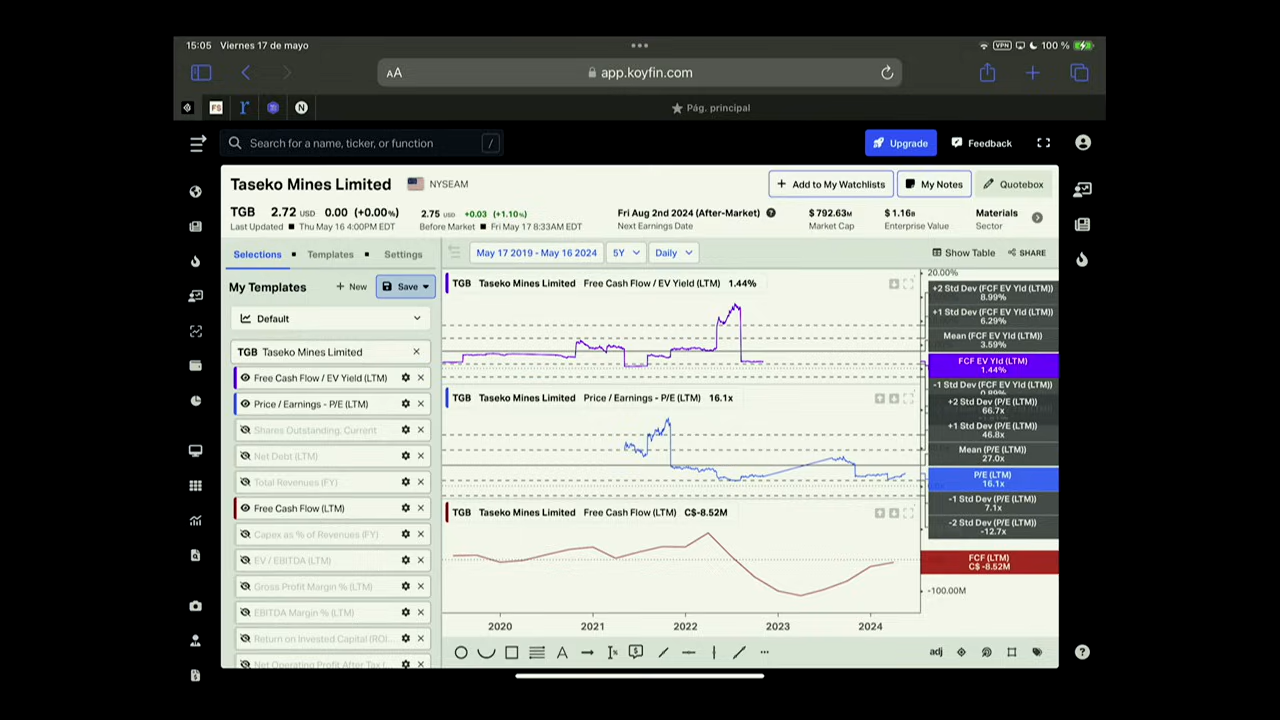 15:05 Viernes 17 de mayo
VPN 100 %
AA app.koyfin.com
FS r N Pág. principal
Search for a name, ticker, or function / Upgrade Feedback
Taseko Mines Limited NYSEAM + Add to My Watchlists My Notes Quotebox
TGB 2.72 USD 0.00 (+0.00%) 2.75 USD +0.03 (+1.10%) Fri Aug 2nd 2024 (After-Market) $ 792.63M $ 1.16B Materials
Last Updated Thu May 16 4:00PM EDT Before Market Fri May 17 8:33AM EDT Next Earnings Date Market Cap Enterprise Value Sector
Selections Templates Settings May 17 2019 - May 16 2024 5Y Daily Show Table SHARE
My Templates + New Save
Default
TGB Taseko Mines Limited
Free Cash Flow / EV Yield (LTM)
Price / Earnings - P/E (LTM)
Shares Outstanding, Current
Net Debt (LTM)
Total Revenues (FY)
Free Cash Flow (LTM)
Capex as % of Revenues (FY)
EV / EBITDA (LTM)
Gross Profit Margin % (LTM)
EBITDA Margin % (LTM)
Return on Invested Capital (ROI...
Net Operating Profit After Tax (...
TGB Taseko Mines Limited Free Cash Flow / EV Yield (LTM) 1.44%
20.00%
+2 Std Dev (FCF EV Yld (LTM))
8.99%
+1 Std Dev (FCF EV Yld (LTM))
6.29%
Mean (FCF EV Yld (LTM))
3.59%
FCF EV Yld (LTM)
1.44%
-1 Std Dev (FCF EV Yld (LTM))
TGB Taseko Mines Limited Price / Earnings - P/E (LTM) 16.1x
+2 Std Dev (P/E (LTM))
66.7x
+1 Std Dev (P/E (LTM))
46.8x
Mean (P/E (LTM))
27.0x
P/E (LTM)
16.1x
-1 Std Dev (P/E (LTM))
7.1x
-2 Std Dev (P/E (LTM))
-12.7x
TGB Taseko Mines Limited Free Cash Flow (LTM) C$-8.52M
FCF (LTM)
C$ -8.52M
-100.00M
2020 2021 2022 2023 2024
A adj